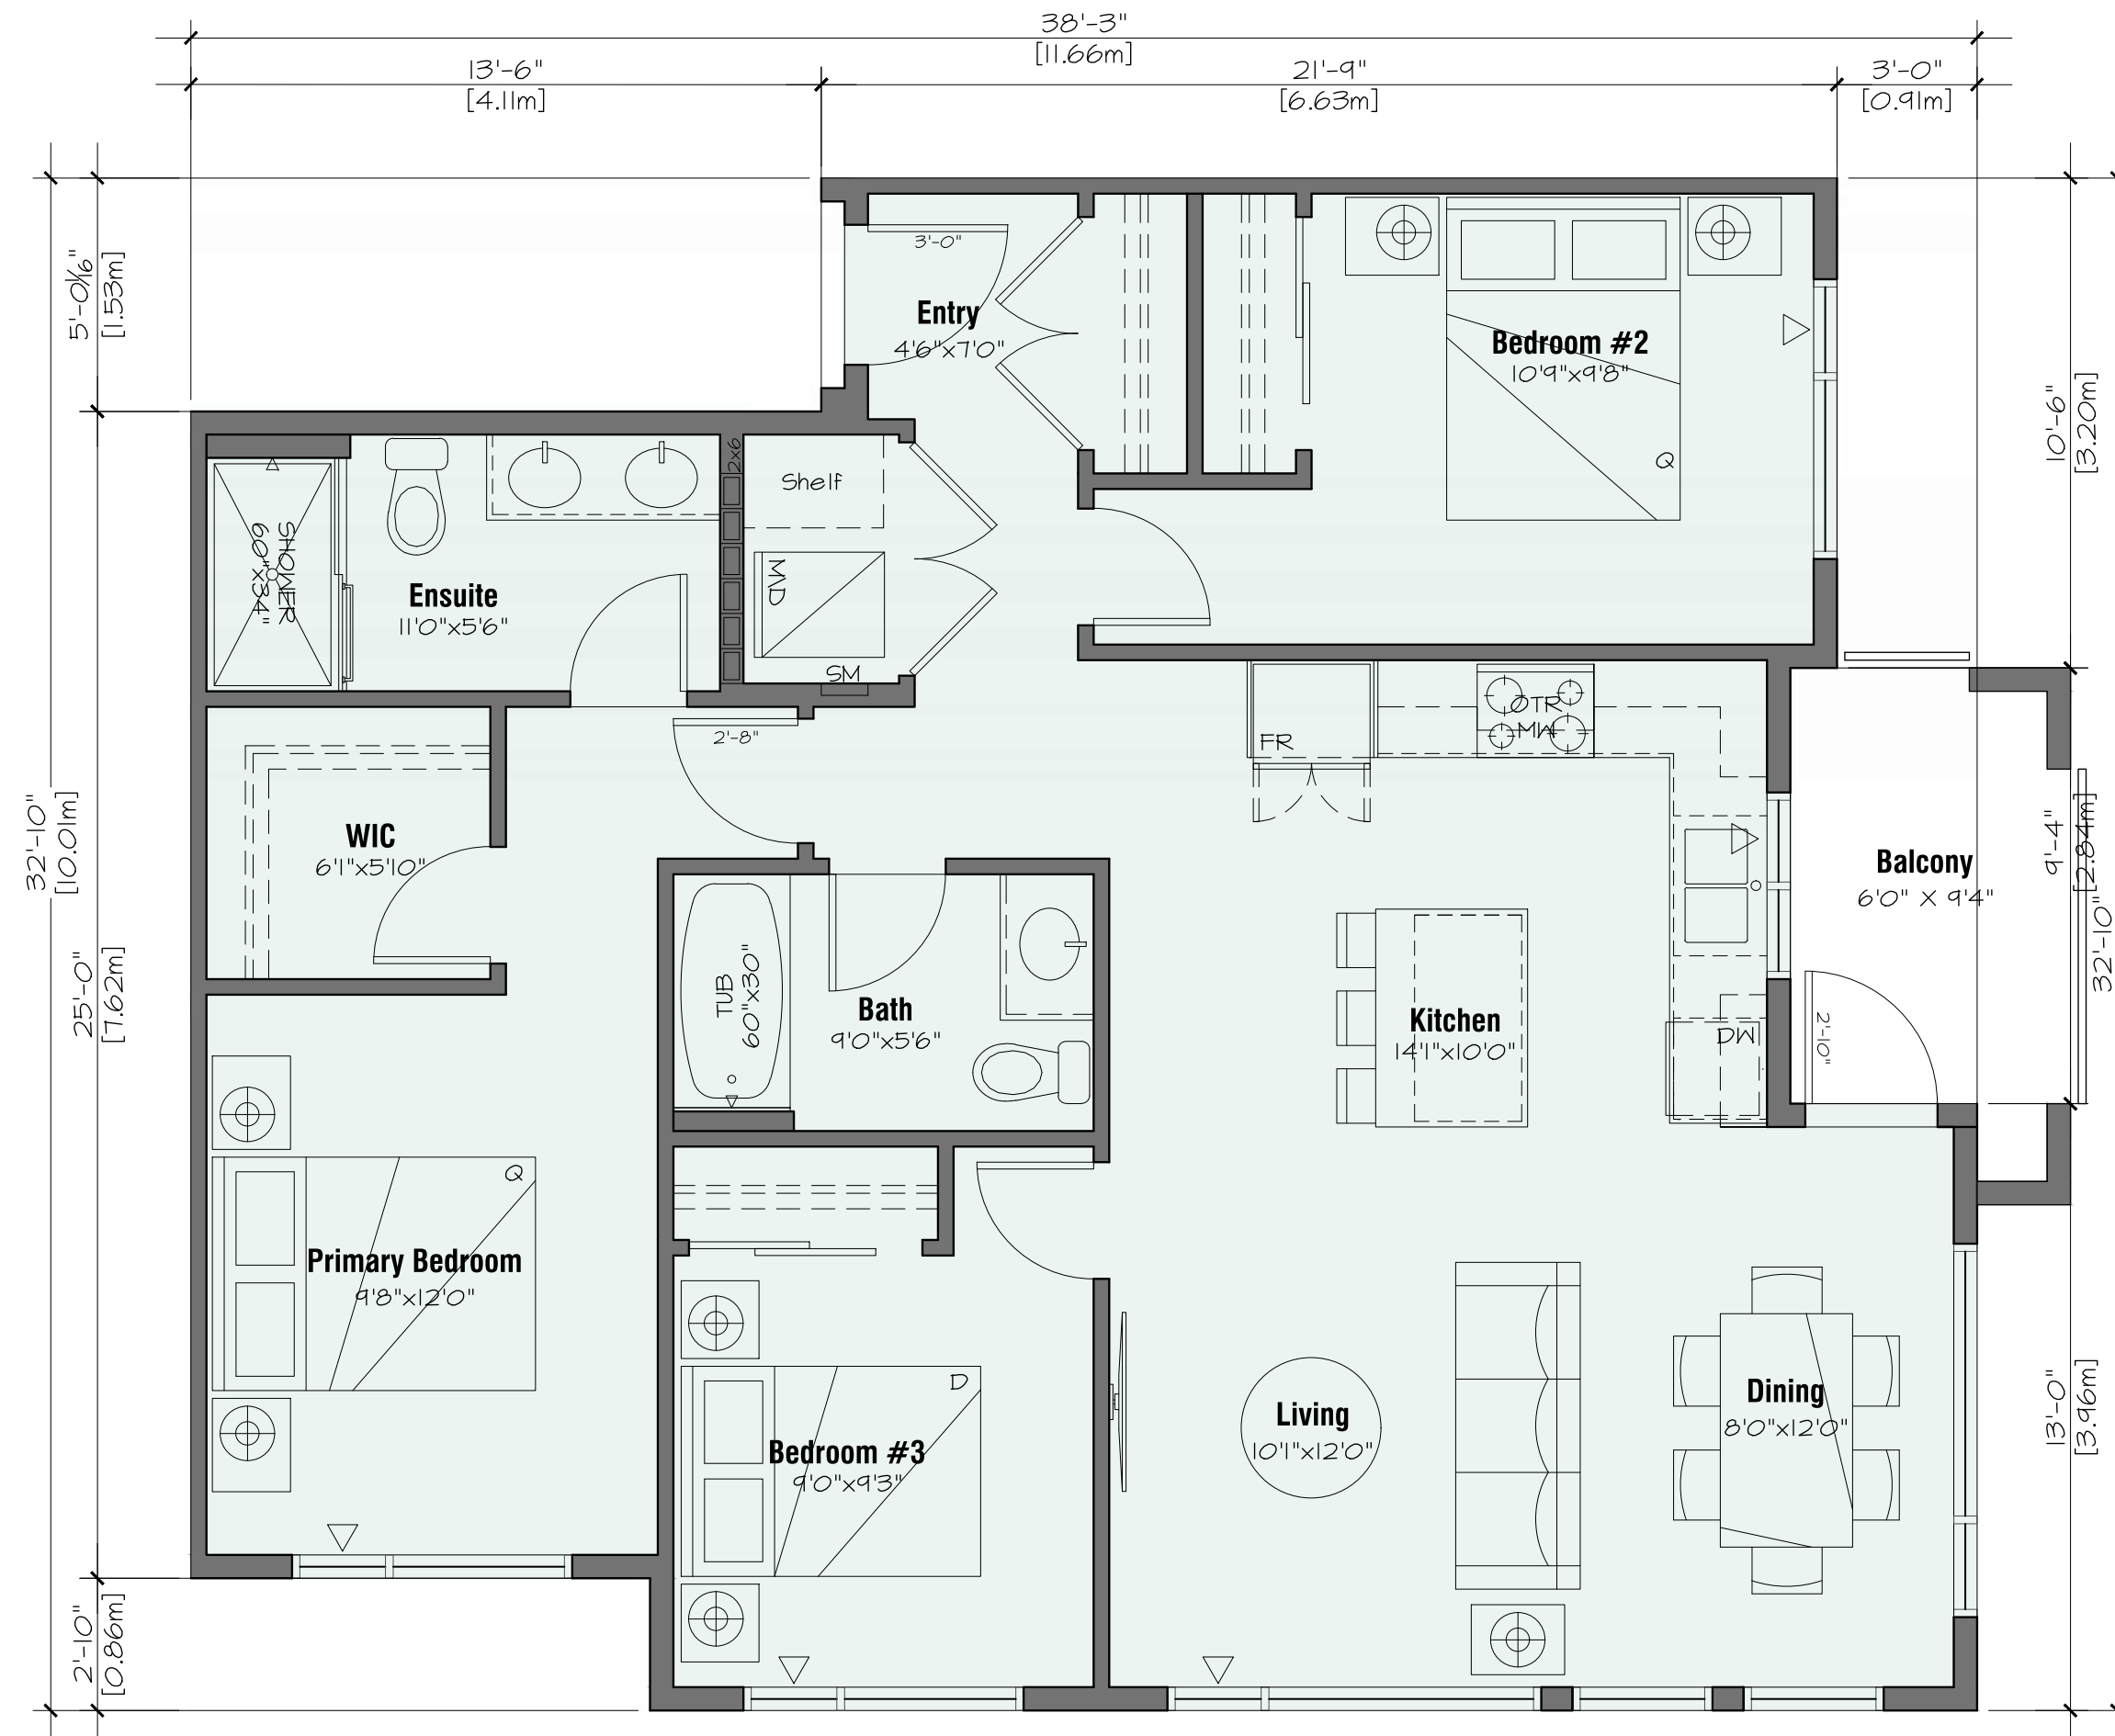 38'-3"
[11.66m]
13'-6"
[4.11m]
21'-9"
[6.63m]
3'-0"
[0.91m]
5'-0 1/16"
[1.53m]
3'-0"
Entry
4'6"x7'0"
Bedroom #2
10'9"x9'8"
Q
10'-6"
[3.20m]
2x6
Shelf
SHOWER
60"x34"
Ensuite
11'0"x5'6"
W/D
SM
2'-8"
FR
OTR
MW
WIC
6'1"x5'10"
32'-10"
[10.01m]
25'-0"
[7.62m]
Balcony
6'0" X 9'4"
9'-4"
[2.84m]
32'-10"
TUB
60"x30"
Bath
9'0"x5'6"
Kitchen
14'1"x10'0"
DW
2'-10"
Q
Primary Bedroom
9'8"x12'0"
D
Bedroom #3
9'0"x9'3"
Living
10'1"x12'0"
Dining
8'0"x12'0"
13'-0"
[3.96m]
2'-10"
[0.86m]